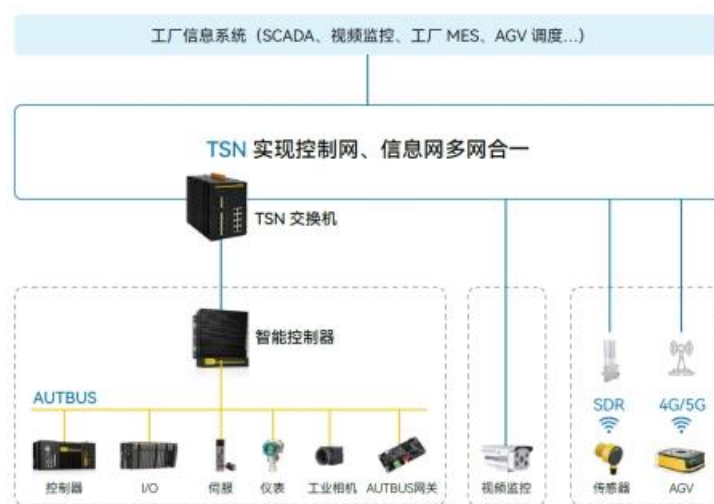 工厂信息系统（SCADA、视频监控、工厂 MES、AGV 调度...）
TSN 实现控制网、信息网多网合一
TSN 交换机
智能控制器
AUTBUS
SDR
4G/5G
控制器
I/O
伺服
仪表
工业相机
AUTBUS网关
视频监控
传感器
AGV